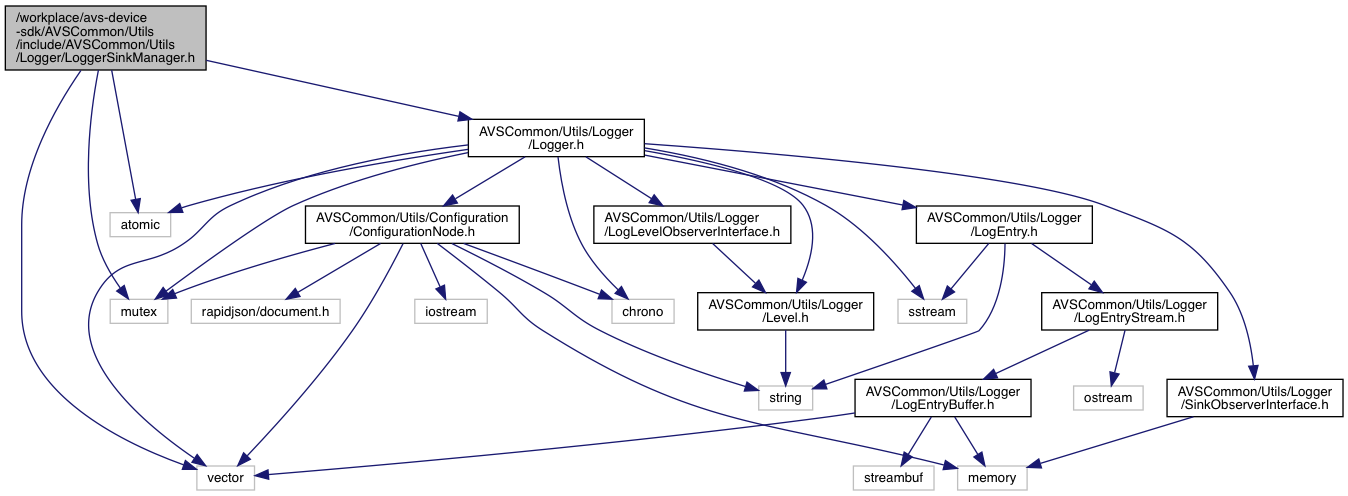 /workplace/avs-device
-sdk/AVSCommon/Utils
/include/AVSCommon/Utils
/Logger/LoggerSinkManager.h
AVSCommon/Utils/Logger
/Logger.h
atomic
AVSCommon/Utils/Configuration
/ConfigurationNode.h
AVSCommon/Utils/Logger
/LogLevelObserverInterface.h
AVSCommon/Utils/Logger
/LogEntry.h
mutex
rapidjson/document.h
iostream
chrono
AVSCommon/Utils/Logger
/Level.h
sstream
AVSCommon/Utils/Logger
/LogEntryStream.h
string
AVSCommon/Utils/Logger
/LogEntryBuffer.h
ostream
AVSCommon/Utils/Logger
/SinkObserverInterface.h
vector
streambuf
memory